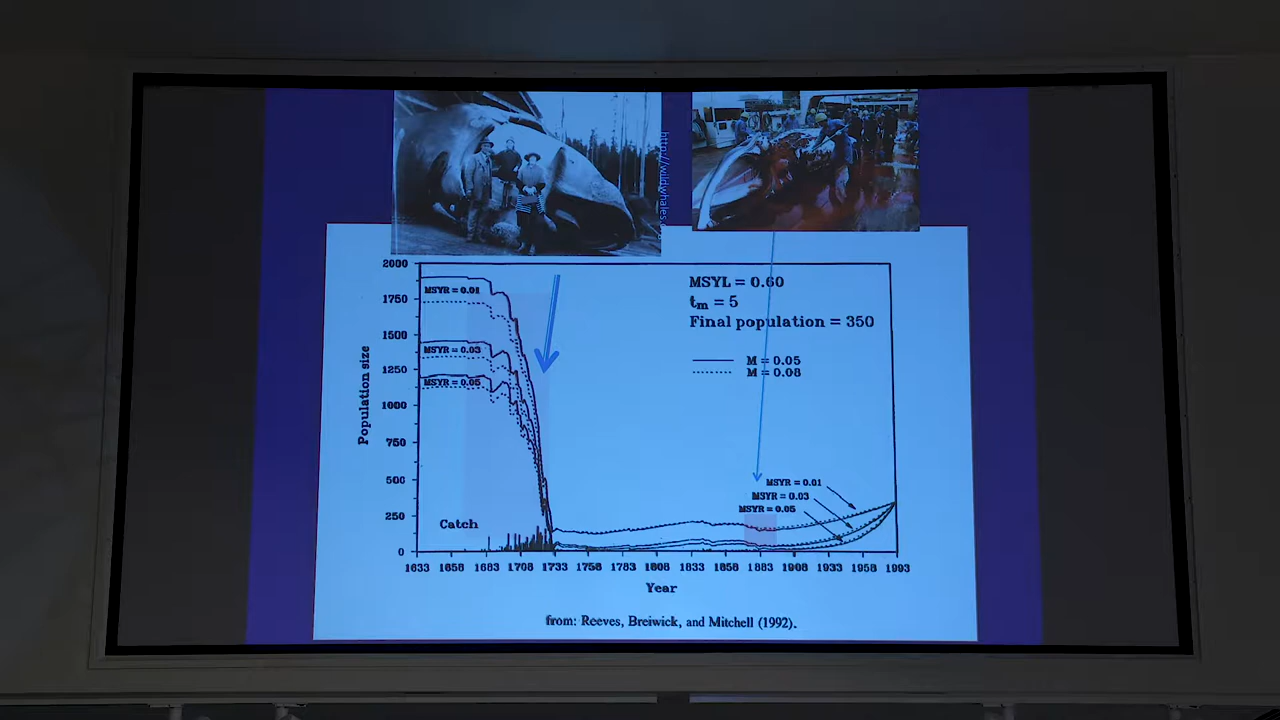 http://wildwhales.
2000
1750
1500
1250
1000
750
500
250
0
Population size
MSYR = 0.01
MSYR = 0.03
MSYR = 0.05
Catch
MSYL = 0.60
tm = 5
Final population = 350
M = 0.05
M = 0.08
MSYR = 0.01
MSYR = 0.03
MSYR = 0.05
1633 1658 1683 1708 1733 1758 1783 1808 1833 1858 1883 1908 1933 1958 1993
Year
from: Reeves, Breiwick, and Mitchell (1992).